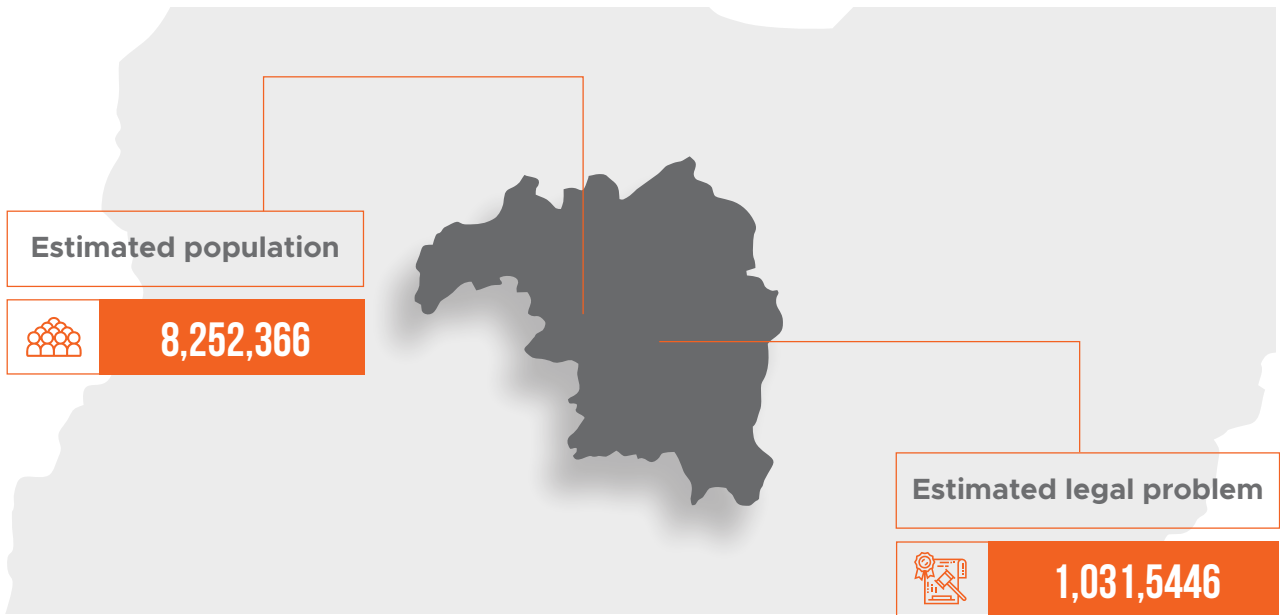 Estimated population
8,252,366
Estimated legal problem
1,031,5446